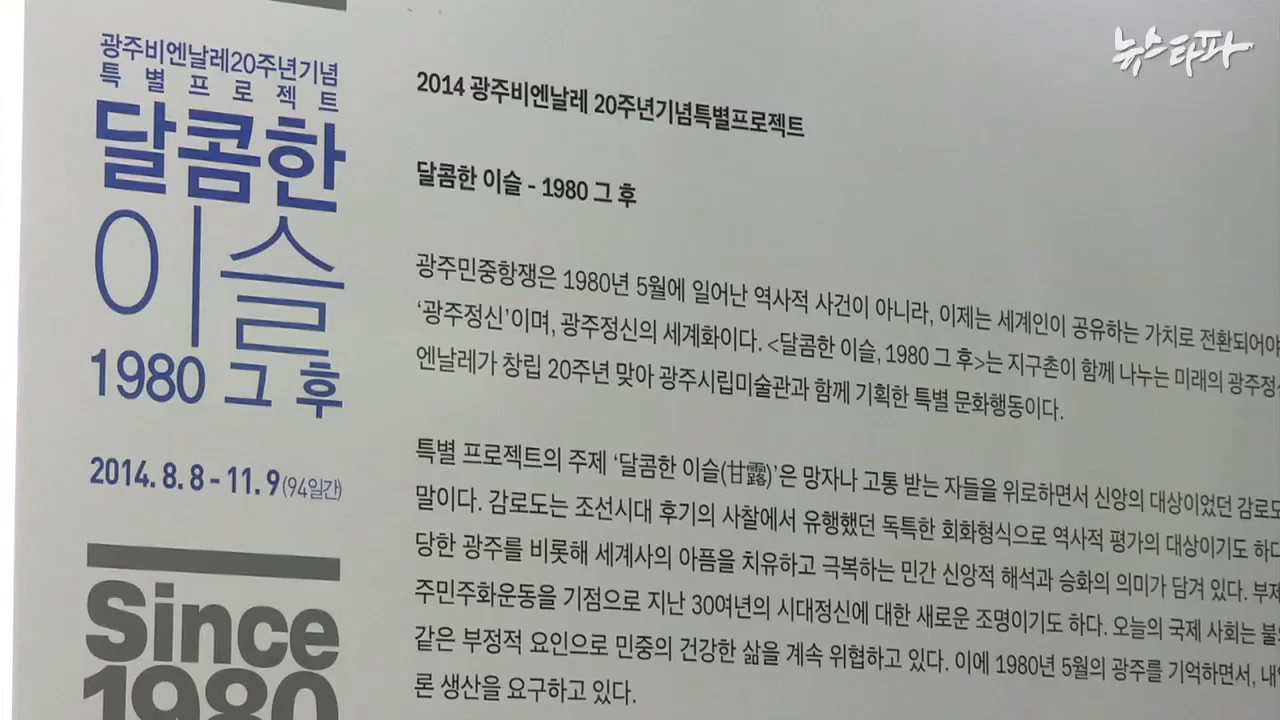 뉴스타파
광주비엔날레20주년기념
특별프로젝트
달콤한
이슬
1980 그 후
2014. 8. 8 - 11. 9 (94일간)
Since
1980
2014 광주비엔날레 20주년기념특별프로젝트
달콤한 이슬 - 1980 그 후
광주민중항쟁은 1980년 5월에 일어난 역사적 사건이 아니라, 이제는 세계인이 공유하는 가치로 전환되어야
‘광주정신’이며, 광주정신의 세계화이다. <달콤한 이슬, 1980 그 후>는 지구촌이 함께 나누는 미래의 광주정
엔날레가 창립 20주년 맞아 광주시립미술관과 함께 기획한 특별 문화행동이다.
특별 프로젝트의 주제 ‘달콤한 이슬(甘露)’은 망자나 고통 받는 자들을 위로하면서 신앙의 대상이었던 감로도
말이다. 감로도는 조선시대 후기의 사찰에서 유행했던 독특한 회화형식으로 역사적 평가의 대상이기도 하다
당한 광주를 비롯해 세계사의 아픔을 치유하고 극복하는 민간 신앙적 해석과 승화의 의미가 담겨 있다. 부제
주민주화운동을 기점으로 지난 30여년의 시대정신에 대한 새로운 조명이기도 하다. 오늘의 국제 사회는 불
같은 부정적 요인으로 민중의 건강한 삶을 계속 위협하고 있다. 이에 1980년 5월의 광주를 기억하면서, 내
론 생산을 요구하고 있다.